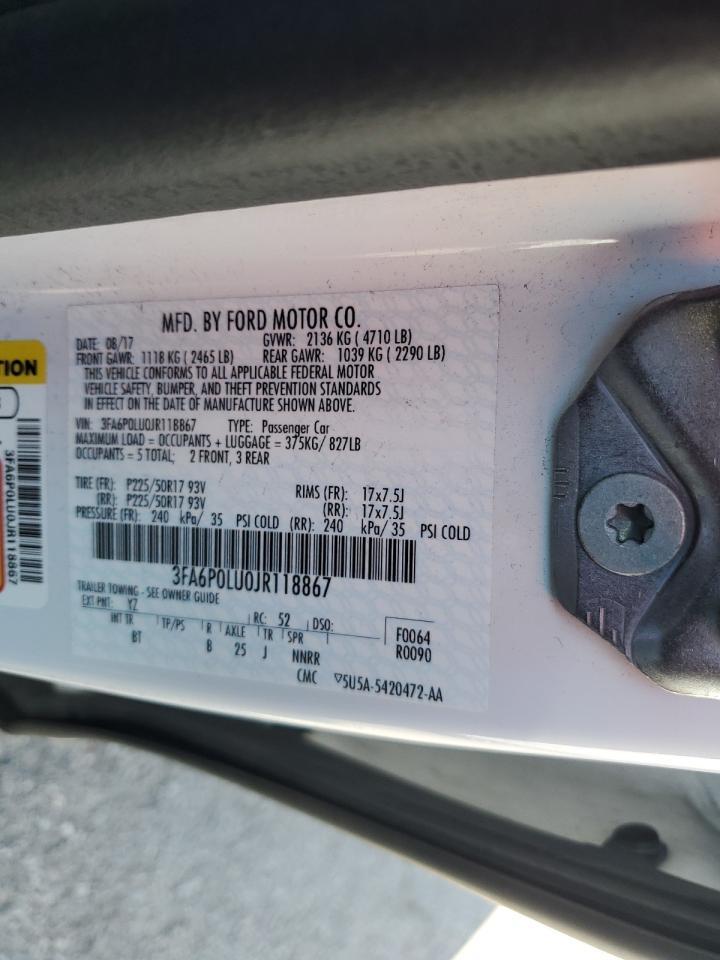 MFD. BY FORD MOTOR CO.
DATE: 08/17 GVWR: 2136 KG ( 4710 LB)
FRONT GAWR: 1118 KG ( 2465 LB) REAR GAWR: 1039 KG ( 2290 LB)
THIS VEHICLE CONFORMS TO ALL APPLICABLE FEDERAL MOTOR
VEHICLE SAFETY, BUMPER, AND THEFT PREVENTION STANDARDS
IN EFFECT ON THE DATE OF MANUFACTURE SHOWN ABOVE.
VIN: 3FA6P0LU0JR118867 TYPE: Passenger Car
MAXIMUM LOAD = OCCUPANTS + LUGGAGE = 375KG/ 827LB
OCCUPANTS = 5 TOTAL; 2 FRONT, 3 REAR
TIRE (FR): P225/50R17 93V RIMS (FR): 17x7.5J
(RR): P225/50R17 93V (RR): 17x7.5J
PRESSURE (FR): 240 kPa/ 35 PSI COLD (RR): 240 kPa/ 35 PSI COLD
3FA6P0LU0JR118867
TRAILER TOWING - SEE OWNER GUIDE
EXT PNT: YZ RC: 52 DSO: F0064
INT TR TP/PS R AXLE TR SPR R0090
BT B 25 J NNRR
CMC ▽5U5A-5420472-AA
TION
3FA6P0LU0JR118867